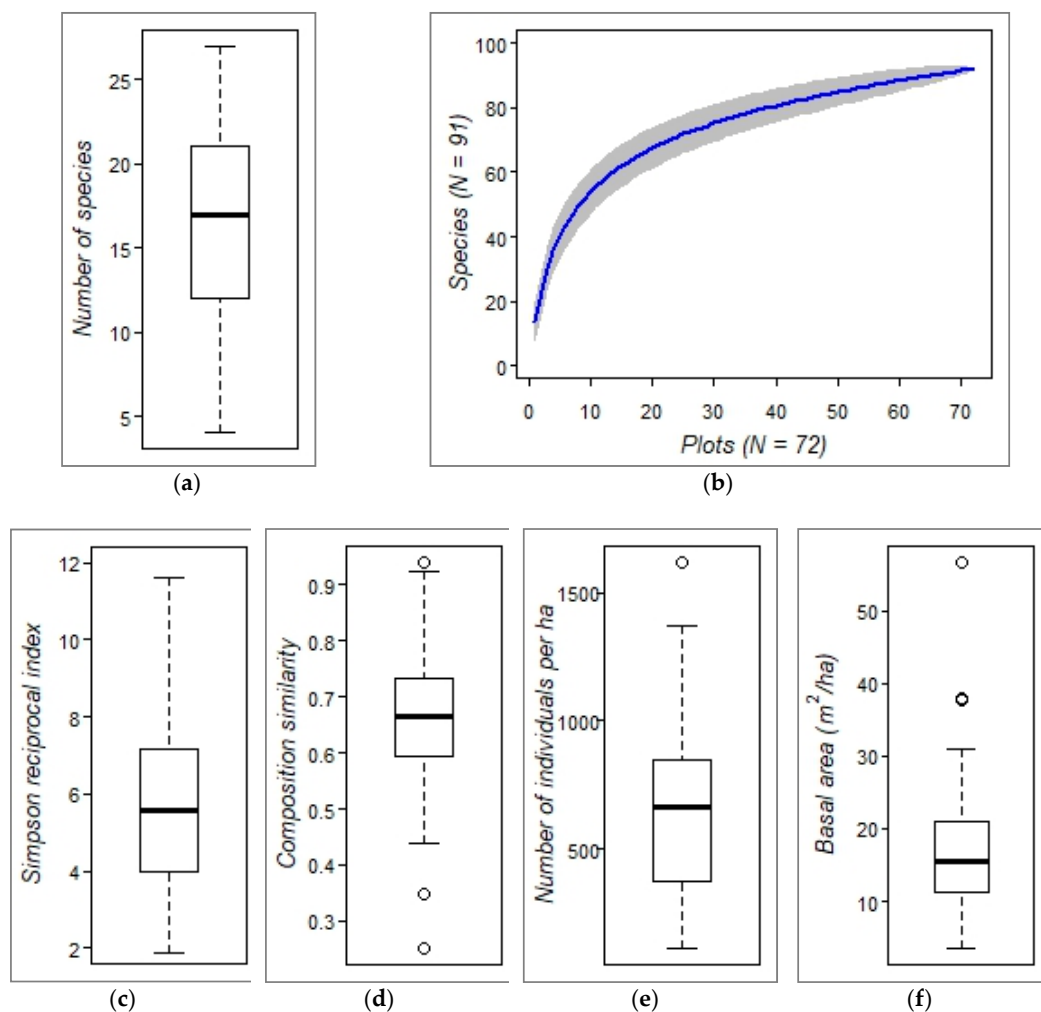 Number of species
25
20
15
10
5
(a)
Species (N = 91)
100
80
60
40
20
0
0 10 20 30 40 50 60 70
Plots (N = 72)
(b)
Simpson reciprocal index
12
10
8
6
4
2
(c)
Composition similarity
0.9
0.8
0.7
0.6
0.5
0.4
0.3
(d)
Number of individuals per ha
1500
1000
500
(e)
Basal area (m²/ha)
50
40
30
20
10
(f)